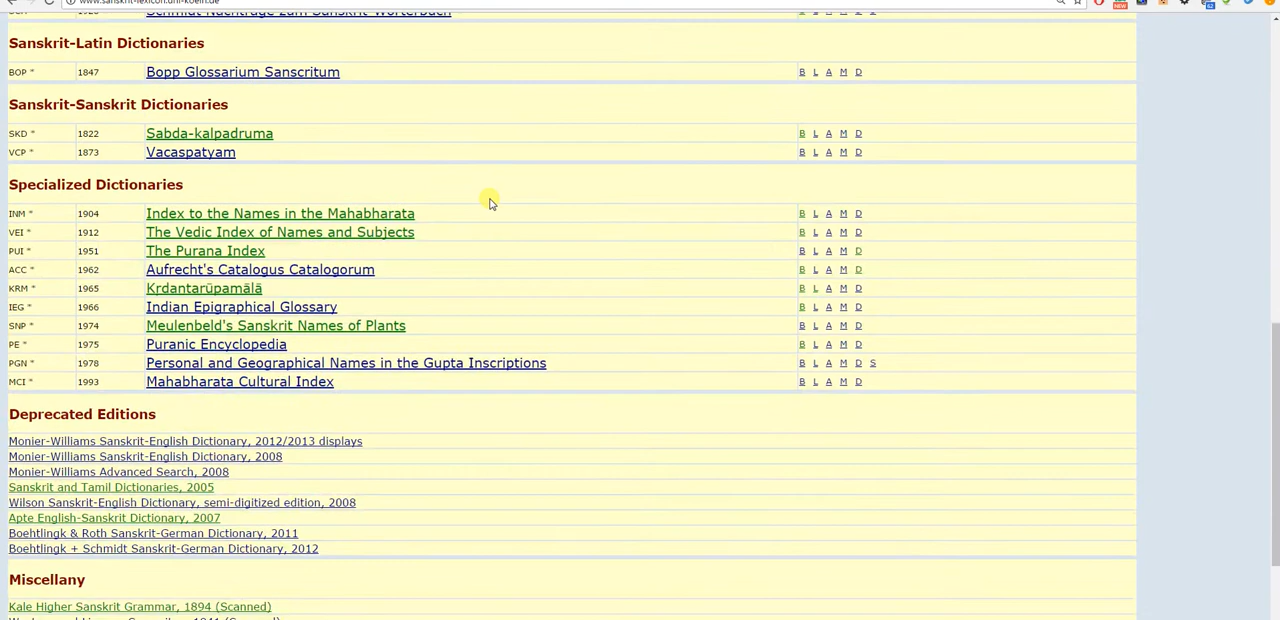 www.sanskrit-lexicon.uni-koeln.de
Schmidt Nachträge zum Sanskrit-Wörterbuch
Sanskrit-Latin Dictionaries
BOP * 1847 Bopp Glossarium Sanscritum B L A M D
Sanskrit-Sanskrit Dictionaries
SKD * 1822 Sabda-kalpadruma B L A M D
VCP * 1873 Vacaspatyam B L A M D
Specialized Dictionaries
INM * 1904 Index to the Names in the Mahabharata B L A M D
VEI * 1912 The Vedic Index of Names and Subjects B L A M D
PUI * 1951 The Purana Index B L A M D
ACC * 1962 Aufrecht's Catalogus Catalogorum B L A M D
KRM * 1965 Kṛdantarūpamālā B L A M D
IEG * 1966 Indian Epigraphical Glossary B L A M D
SNP * 1974 Meulenbeld's Sanskrit Names of Plants B L A M D
PE * 1975 Puranic Encyclopedia B L A M D
PGN * 1978 Personal and Geographical Names in the Gupta Inscriptions B L A M D S
MCI * 1993 Mahabharata Cultural Index B L A M D
Deprecated Editions
Monier-Williams Sanskrit-English Dictionary, 2012/2013 displays
Monier-Williams Sanskrit-English Dictionary, 2008
Monier-Williams Advanced Search, 2008
Sanskrit and Tamil Dictionaries, 2005
Wilson Sanskrit-English Dictionary, semi-digitized edition, 2008
Apte English-Sanskrit Dictionary, 2007
Boehtlingk & Roth Sanskrit-German Dictionary, 2011
Boehtlingk + Schmidt Sanskrit-German Dictionary, 2012
Miscellany
Kale Higher Sanskrit Grammar, 1894 (Scanned)